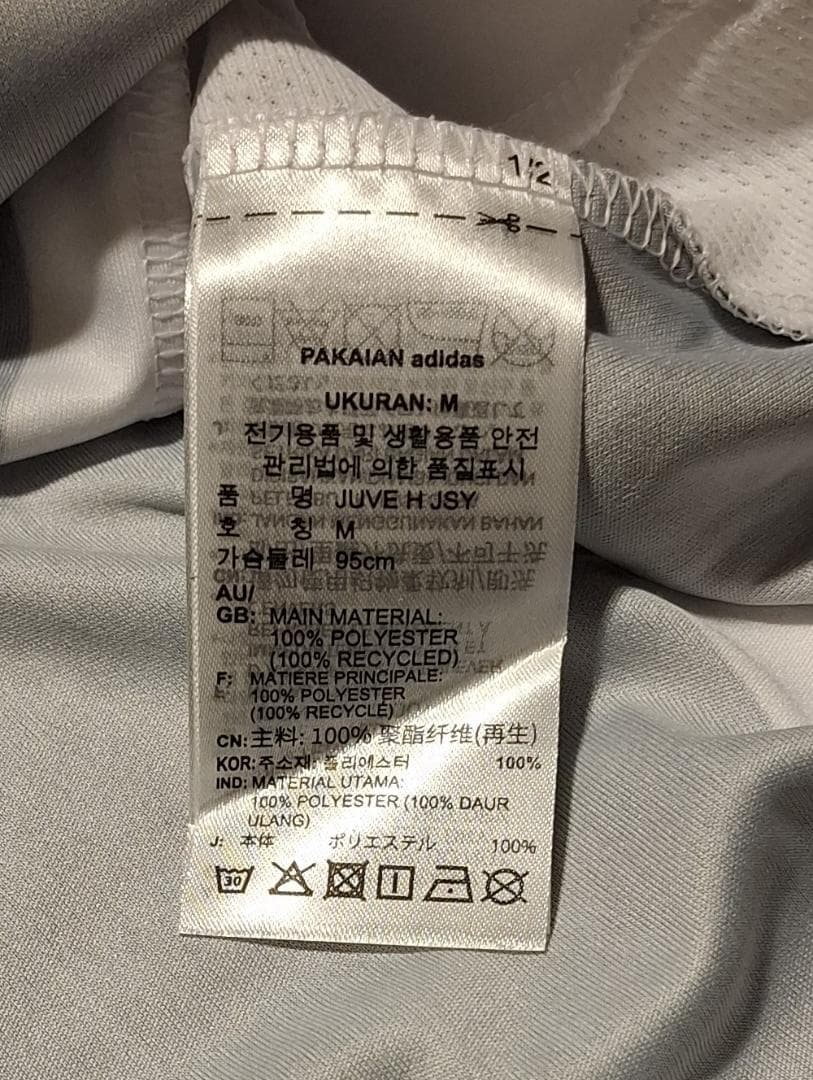 1/2
PAKAIAN adidas
UKURAN: M
전기용품 및 생활용품 안전
관리법에 의한 품질표시
품 명 JUVE H JSY
호 칭 M
가슴둘레 95cm
AU/
GB: MAIN MATERIAL:
100% POLYESTER
(100% RECYCLED)
F: MATIERE PRINCIPALE:
100% POLYESTER
(100% RECYCLÉ)
CN: 主料: 100% 聚酯纤维(再生)
KOR: 주소재: 폴리에스터 100%
IND: MATERIAL UTAMA:
100% POLYESTER (100% DAUR
ULANG)
J: 本体 ポリエステル 100%
30